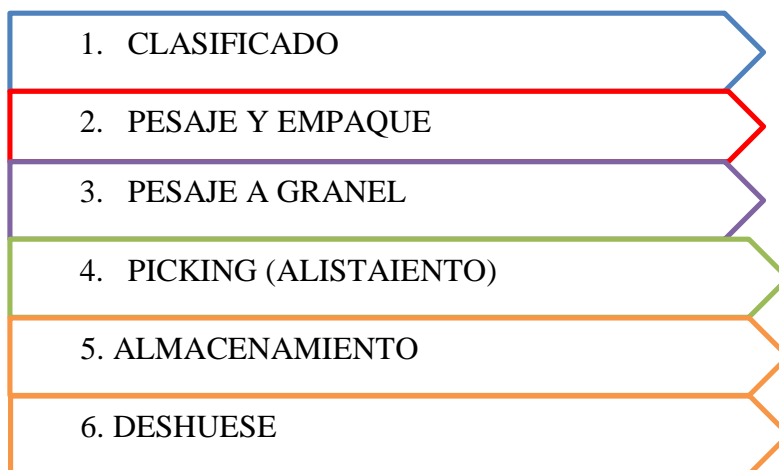 1. CLASIFICADO
2. PESAJE Y EMPAQUE
3. PESAJE A GRANEL
4. PICKING (ALISTAIENTO)
5. ALMACENAMIENTO
6. DESHUESE